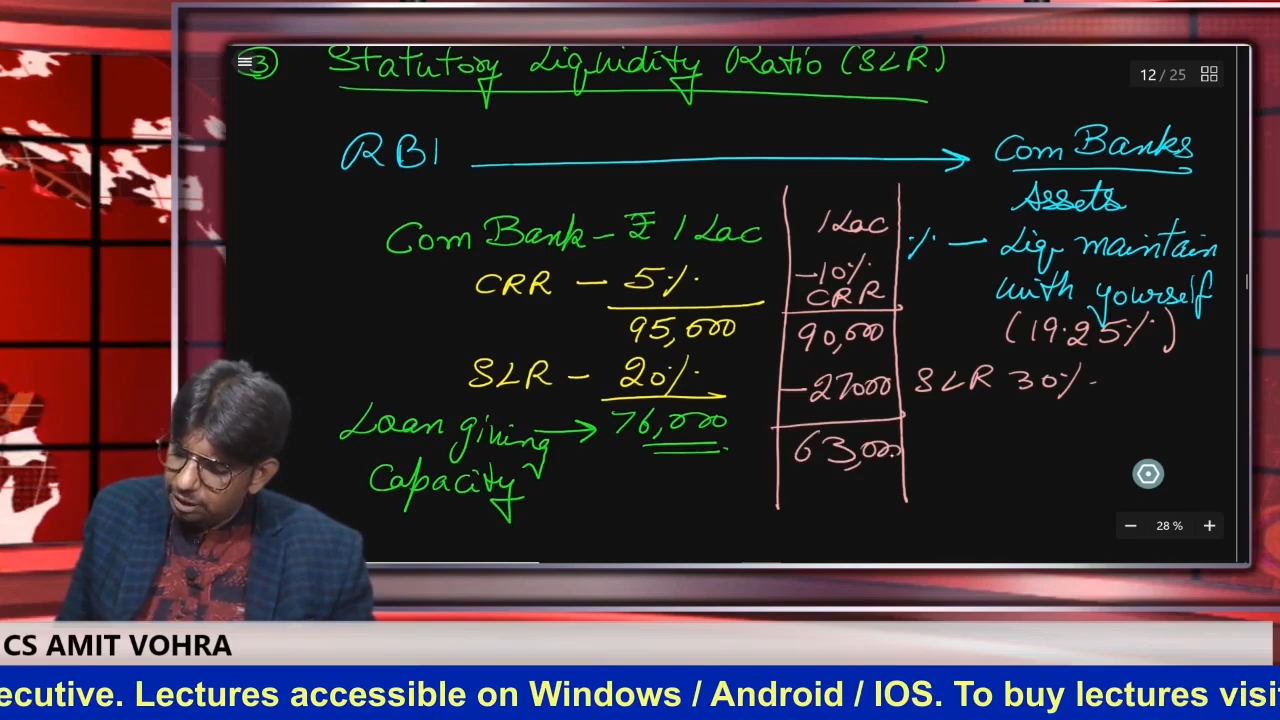 3 Statutory Liquidity Ratio (SLR)
12 / 25
RBI
Com Banks
Assets
% - Liq. maintain
with yourself
(19.25%)
Com Bank - ₹ 1 Lac
CRR - 5%
95,000
SLR - 20%
Loan giving → 76,000
Capacity
1 Lac
-10%
CRR
90,000
-27000 SLR 30%
63,000
28 %
CS AMIT VOHRA
ecutive. Lectures accessible on Windows / Android / IOS. To buy lectures visi